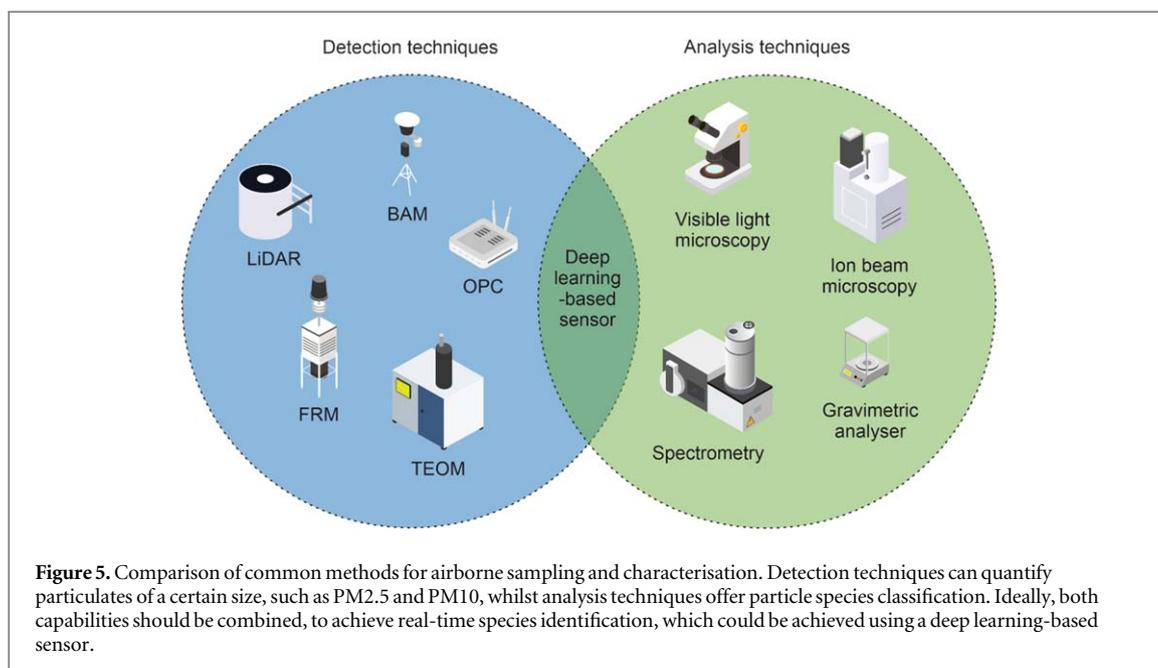 Detection techniques
Analysis techniques
BAM
LiDAR
OPC
FRM
TEOM
Deep
learning
-based
sensor
Visible light
microscopy
Ion beam
microscopy
Spectrometry
Gravimetric
analyser
Figure 5. Comparison of common methods for airborne sampling and characterisation. Detection techniques can quantify
particulates of a certain size, such as PM2.5 and PM10, whilst analysis techniques offer particle species classification. Ideally, both
capabilities should be combined, to achieve real-time species identification, which could be achieved using a deep learning-based
sensor.